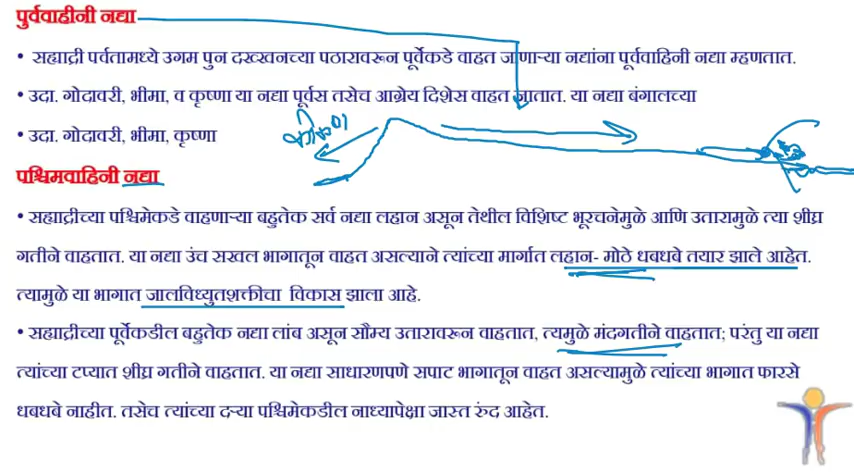 पुर्ववाहीनी नद्या
• सह्याद्री पर्वतामध्ये उगम पुन दख्खनच्या पठारावरून पूर्वेकडे वाहत जाणाऱ्या नद्यांना पूर्ववाहिनी नद्या म्हणतात.
• उदा. गोदावरी, भीमा, व कृष्णा या नद्या पूर्वस तसेच आग्रेय दिशेस वाहत जातात. या नद्या बंगालच्या
• उदा. गोदावरी, भीमा, कृष्णा
कोकण
पश्चिमवाहिनी नद्या
• सह्याद्रीच्या पश्चिमेकडे वाहणाऱ्या बहुतेक सर्व नद्या लहान असून तेथील विशिष्ट भूरचनेमुळे आणि उतारामुळे त्या शीघ्र
गतीने वाहतात. या नद्या उंच सखल भागातून वाहत असल्याने त्यांच्या मार्गात लहान- मोठे धबधबे तयार झाले आहेत.
त्यामुळे या भागात जालविध्युतशक्तीचा विकास झाला आहे.
• सह्याद्रीच्या पूर्वेकडील बहुतेक नद्या लांब असून सौम्य उतारावरून वाहतात, त्यमुळे मंदगतीने वाहतात; परंतु या नद्या
त्यांच्या टप्यात शीघ्र गतीने वाहतात. या नद्या साधारणपणे सपाट भागातून वाहत असल्यामुळे त्यांच्या भागात फारसे
धबधबे नाहीत. तसेच त्यांच्या दऱ्या पश्चिमेकडील नाध्यापेक्षा जास्त रुंद आहेत.